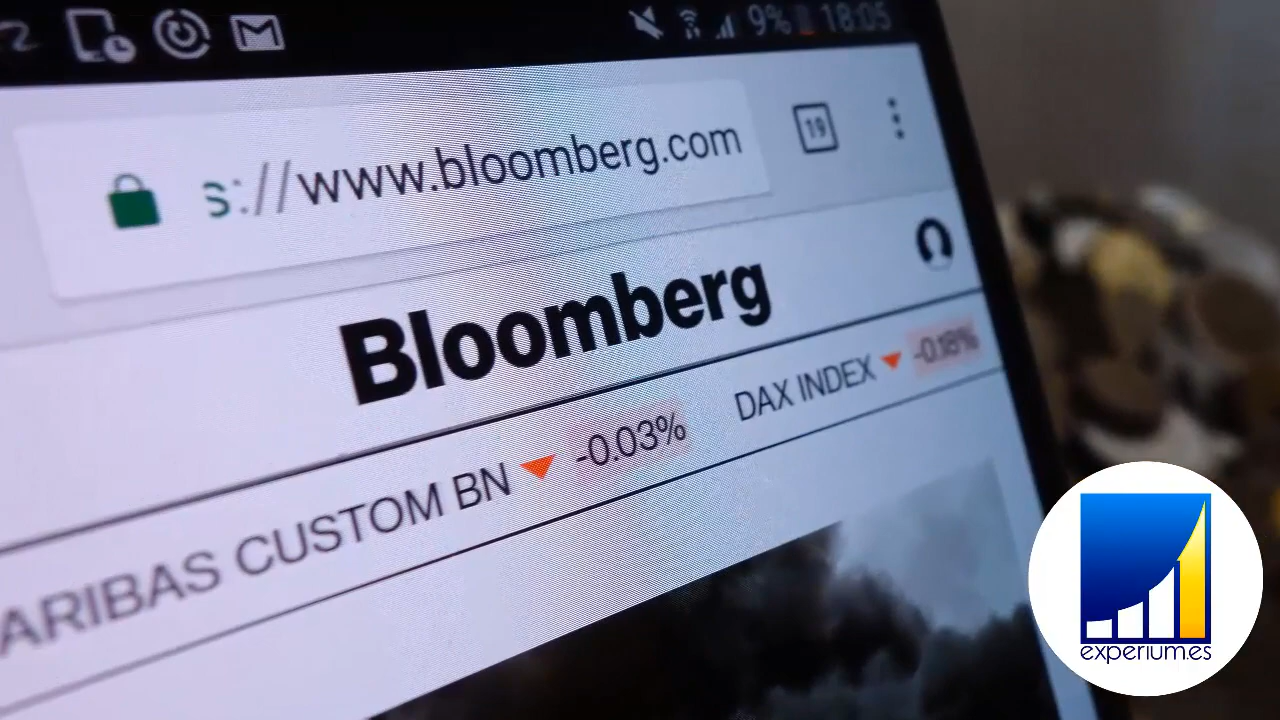 9% 18:05
s://www.bloomberg.com
19
Bloomberg
ARIBAS CUSTOM BN -0.03% DAX INDEX -0.18%
experium.es